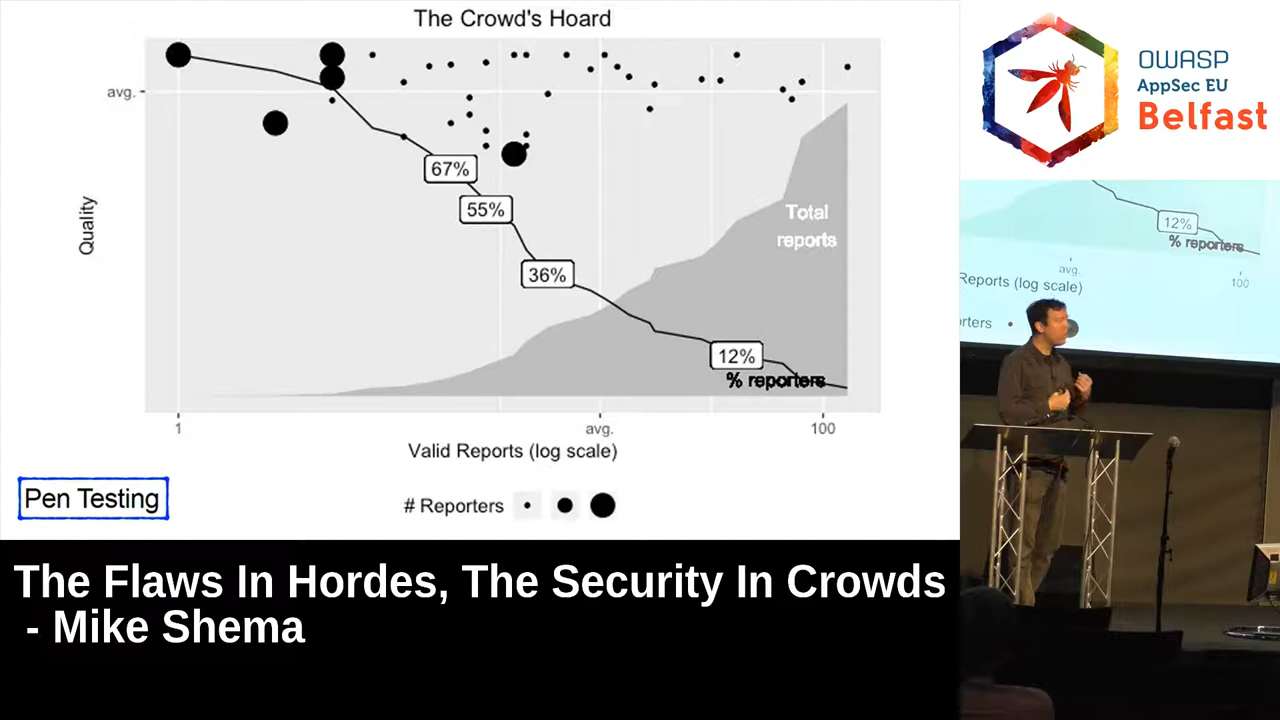 The Crowd's Hoard
avg.
Quality
67%
55%
36%
12%
Total
reports
% reporters
1
avg.
100
Valid Reports (log scale)
# Reporters
Pen Testing
OWASP
AppSec EU
Belfast
12%
% reporters
avg.
100
Reports (log scale)
rters
The Flaws In Hordes, The Security In Crowds
- Mike Shema